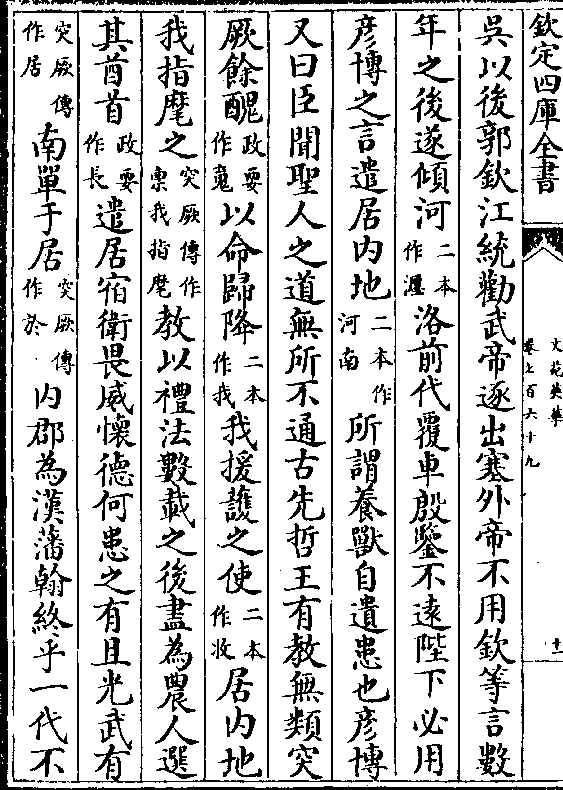 欽定四庫全書
文苑英華
卷七百六十九
十一
吳以後郭欽江統勸武帝逐出塞外帝不用欽等言數
年之後遂傾河二本作瀍洛前代覆車殷鑒不遠陛下必用
彦博之言遣居内地二本作河南所謂養獸自遺患也彦博
又曰臣聞聖人之道無所不通古先哲王有教無類突
厥餘醜政要作䰟以命歸降二本作我我援䕶之使二本作收居内地
我指麾之突厥傳作禀我指麾教以禮法數載之後盡為農人選
其酋首政要作長遣居宿衛畏威懷德何患之有且光武有
突厥傳作居南單于居突厥傳作於内郡為漢藩翰終乎一代不